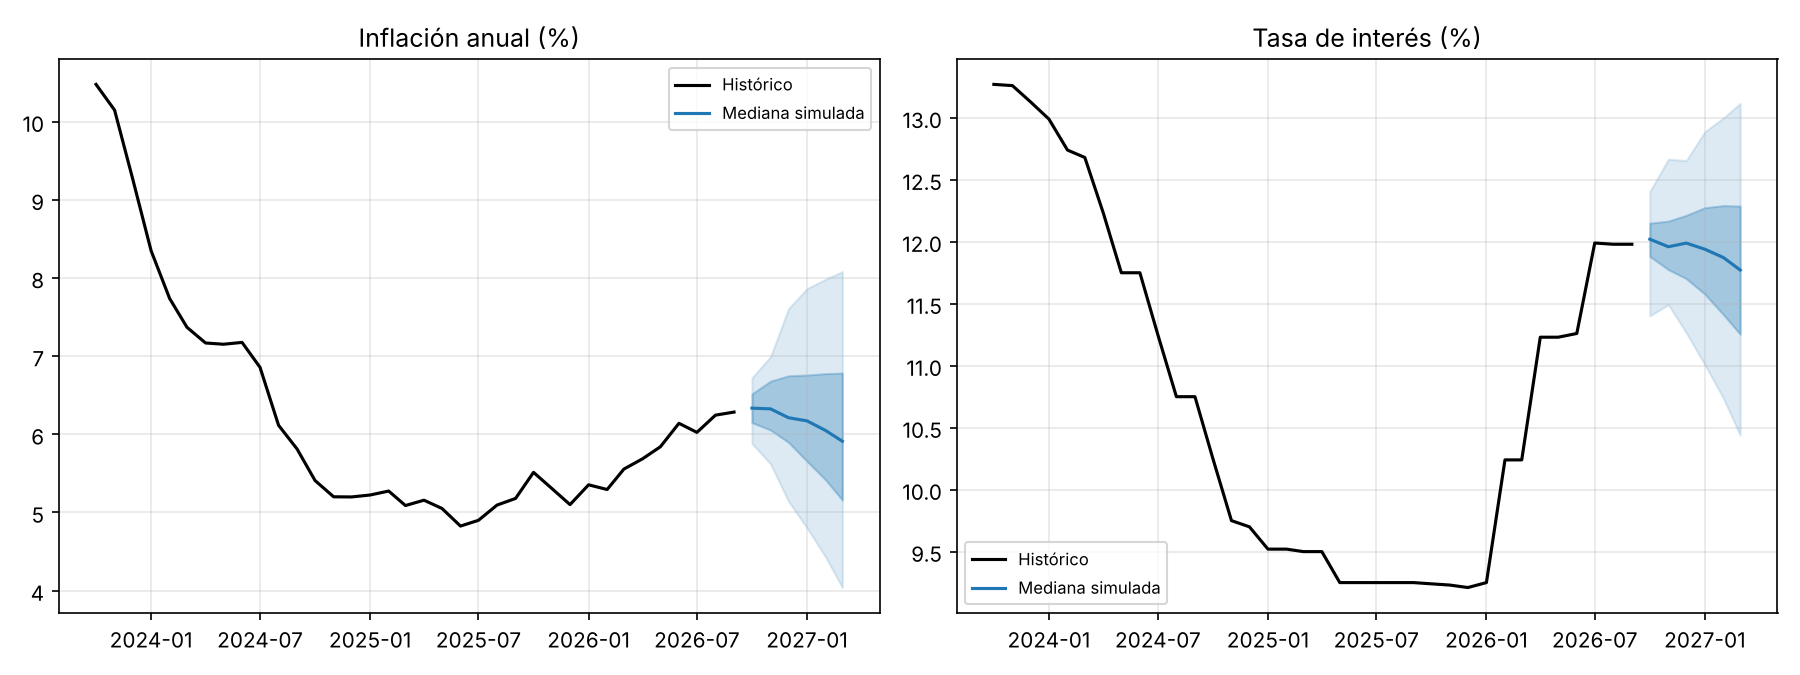 Inflación anual (%)
Histórico
Mediana simulada
10
9
8
7
6
5
4
2024-01 2024-07 2025-01 2025-07 2026-01 2026-07 2027-01
Tasa de interés (%)
13.0
12.5
12.0
11.5
11.0
10.5
10.0
9.5
Histórico
Mediana simulada
2024-01 2024-07 2025-01 2025-07 2026-01 2026-07 2027-01